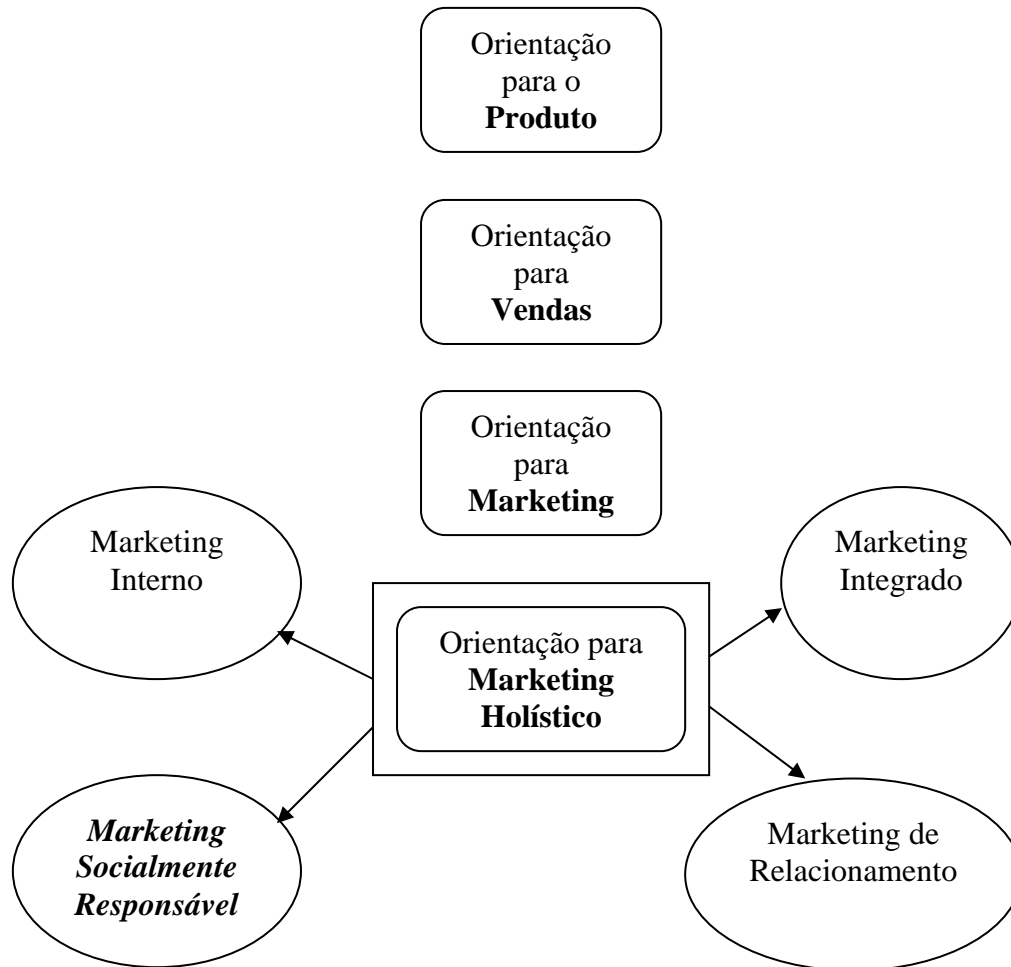 Orientação
para o
Produto
Orientação
para
Vendas
Orientação
para
Marketing
Marketing
Interno
Marketing
Integrado
Orientação para
Marketing
Holístico
Marketing
Socialmente
Responsável
Marketing de
Relacionamento